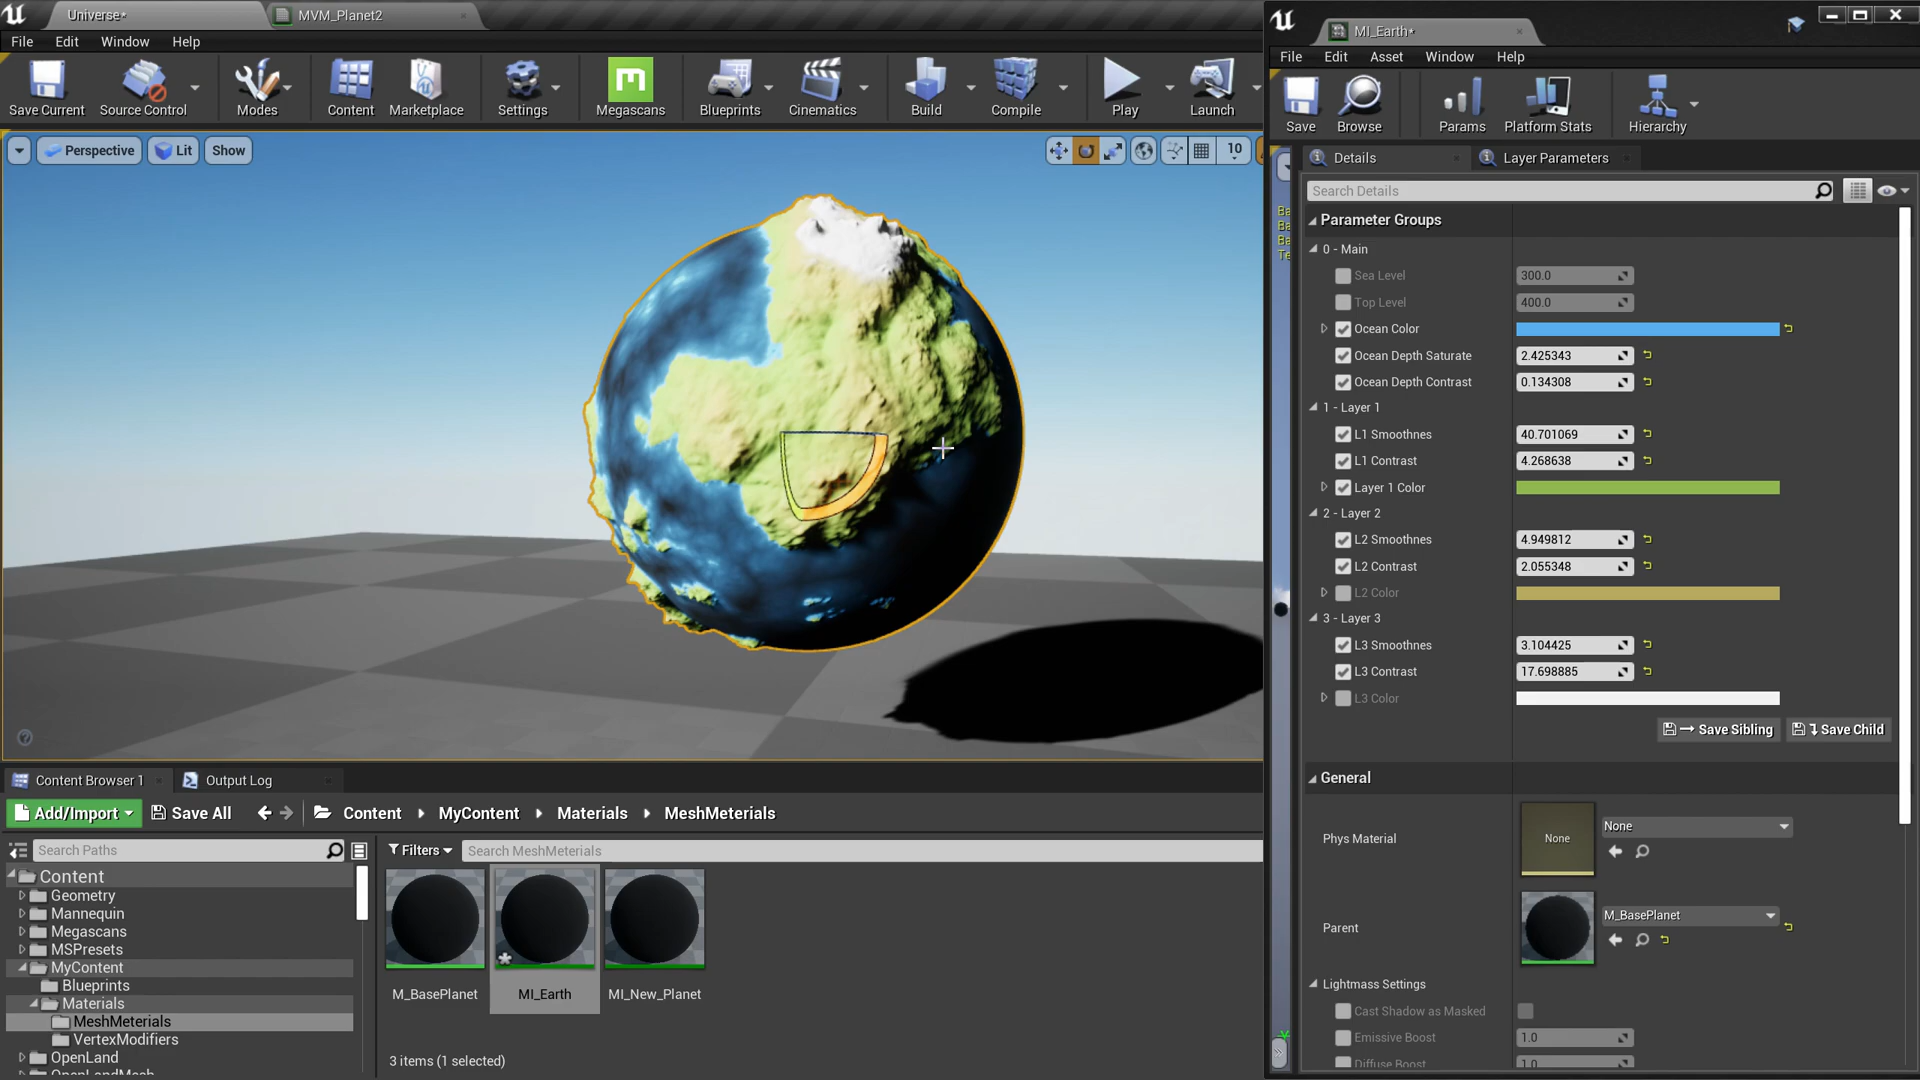 Universe*
MVM_Planet2
File Edit Window Help
Save Current
Source Control
Modes
Content
Marketplace
Settings
Megascans
Blueprints
Cinematics
Build
Compile
Play
Launch
Perspective
Lit
Show
10
MI_Earth*
File Edit Asset Window Help
Save
Browse
Params
Platform Stats
Hierarchy
Details
Layer Parameters
Search Details
Ba
Ba
Ba
Te
Parameter Groups
0 - Main
Sea Level 300.0
Top Level 400.0
Ocean Color
Ocean Depth Saturate 2.425343
Ocean Depth Contrast 0.134308
1 - Layer 1
L1 Smoothnes 40.701069
L1 Contrast 4.268638
Layer 1 Color
2 - Layer 2
L2 Smoothnes 4.949812
L2 Contrast 2.055348
L2 Color
3 - Layer 3
L3 Smoothnes 3.104425
L3 Contrast 17.698885
L3 Color
Save Sibling
Save Child
General
Phys Material
None
None
Parent
M_BasePlanet
Lightmass Settings
Cast Shadow as Masked
Emissive Boost 1.0
Diffuse Boost 1.0
Content Browser 1
Output Log
Add/Import
Save All
Content
MyContent
Materials
MeshMeterials
Search Paths
Filters
Search MeshMeterials
Content
Geometry
Mannequin
Megascans
MSPresets
MyContent
Blueprints
Materials
MeshMeterials
VertexModifiers
OpenLand
OpenLandMesh
M_BasePlanet
MI_Earth
MI_New_Planet
3 items (1 selected)